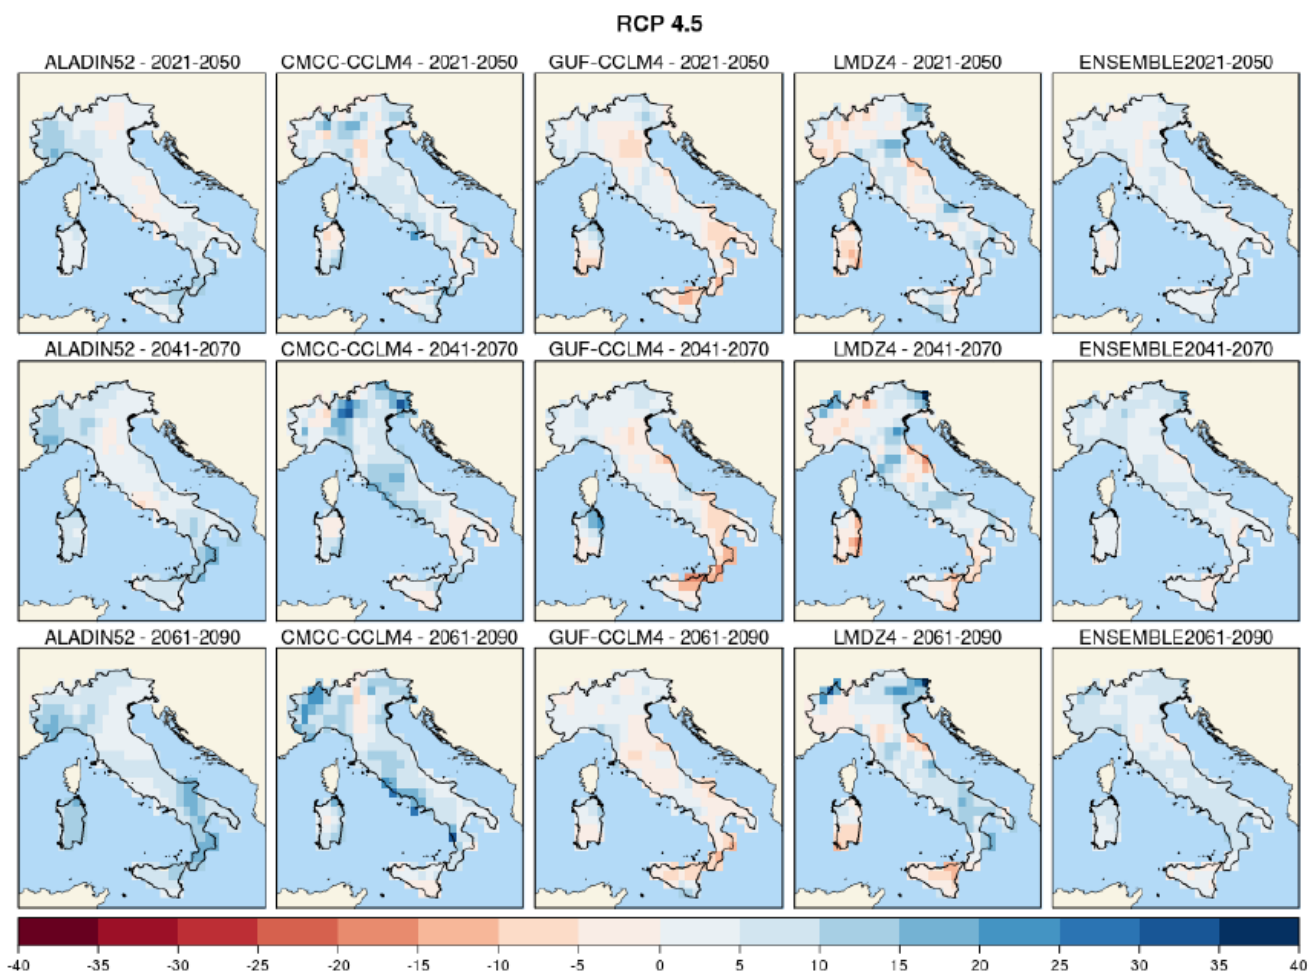 RCP 4.5
ALADIN52 - 2021-2050 CMCC-CCLM4 - 2021-2050 GUF-CCLM4 - 2021-2050 LMDZ4 - 2021-2050 ENSEMBLE2021-2050
ALADIN52 - 2041-2070 CMCC-CCLM4 - 2041-2070 GUF-CCLM4 - 2041-2070 LMDZ4 - 2041-2070 ENSEMBLE2041-2070
ALADIN52 - 2061-2090 CMCC-CCLM4 - 2061-2090 GUF-CCLM4 - 2061-2090 LMDZ4 - 2061-2090 ENSEMBLE2061-2090
-40 -35 -30 -25 -20 -15 -10 -5 0 5 10 15 20 25 30 35 40